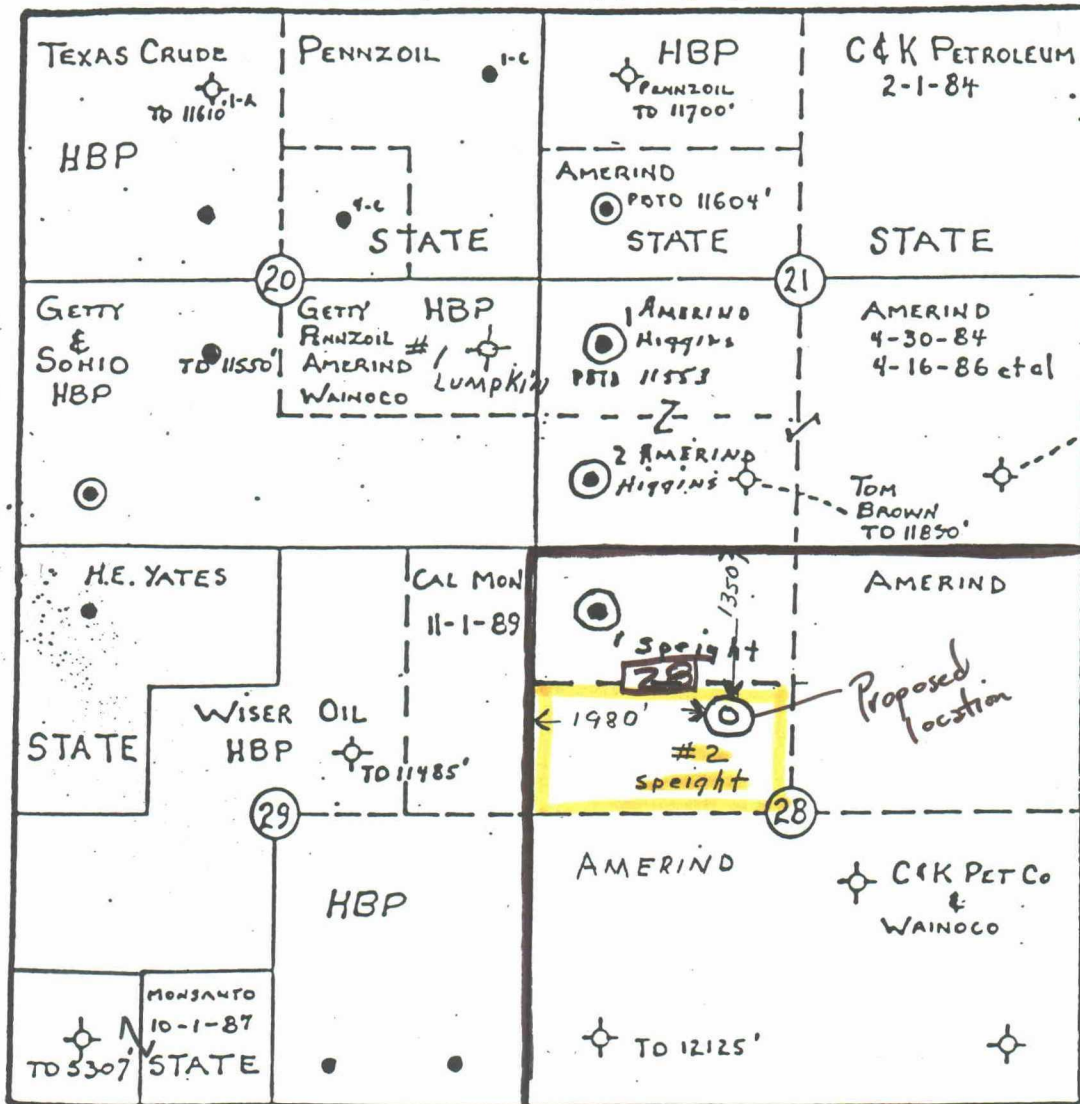 TEXAS CRUDE
1-A
TD 11610'
HBP
PENNZOIL
1-C
4-C
STATE
HBP
PENNZOIL
TO 11700'
AMERIND
PBTD 11604'
STATE
C & K PETROLEUM
2-1-84
STATE
20
21
GETTY
&
SOHIO
HBP
TD 11550'
GETTY HBP
PENNZOIL
AMERIND
WAINOCO
#1
LUMPKIN
1 AMERIND
Higgins
PBTD 11553
2 AMERIND
Higgins
AMERIND
4-30-84
4-16-86 et al
TOM
BROWN
TO 11850'
H.E. YATES
STATE
CAL MON
11-1-89
WISER OIL
HBP
TO 11485'
29
1350'
1 Speight
28
1980'
#2
Speight
AMERIND
Proposed
location
28
HBP
MONSANTO
10-1-87
STATE
TO 5307'
AMERIND
C & K PET CO
&
WAINOCO
TO 12125'